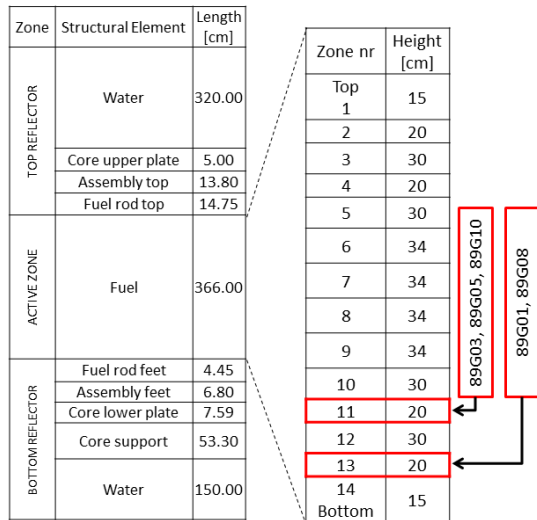 Zone Structural Element Length [cm]
TOP REFLECTOR
Water 320.00
Core upper plate 5.00
Assembly top 13.80
Fuel rod top 14.75
ACTIVE ZONE
Fuel 366.00
BOTTOM REFLECTOR
Fuel rod feet 4.45
Assembly feet 6.80
Core lower plate 7.59
Core support 53.30
Water 150.00
Zone nr Height [cm]
Top
1 15
2 20
3 30
4 20
5 30
6 34
7 34
8 34
9 34
10 30
11 20
12 30
13 20
14 15
Bottom
89G03, 89G05, 89G10
89G01, 89G08